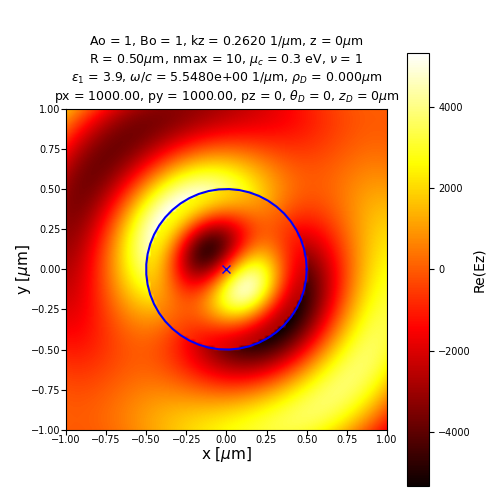 Ao = 1, Bo = 1, kz = 0.2620 1/μm, z = 0μm
R = 0.50μm, nmax = 10, μc = 0.3 eV, ν = 1
ε1 = 3.9, ω/c = 5.5480e+00 1/μm, ρD = 0.000μm
px = 1000.00, py = 1000.00, pz = 0, θD = 0, zD = 0μm
1.00
0.75
0.50
0.25
0.00
−0.25
−0.50
−0.75
−1.00
y [μm]
−1.00 −0.75 −0.50 −0.25 0.00 0.25 0.50 0.75 1.00
x [μm]
4000
2000
0
−2000
−4000
Re(Ez)